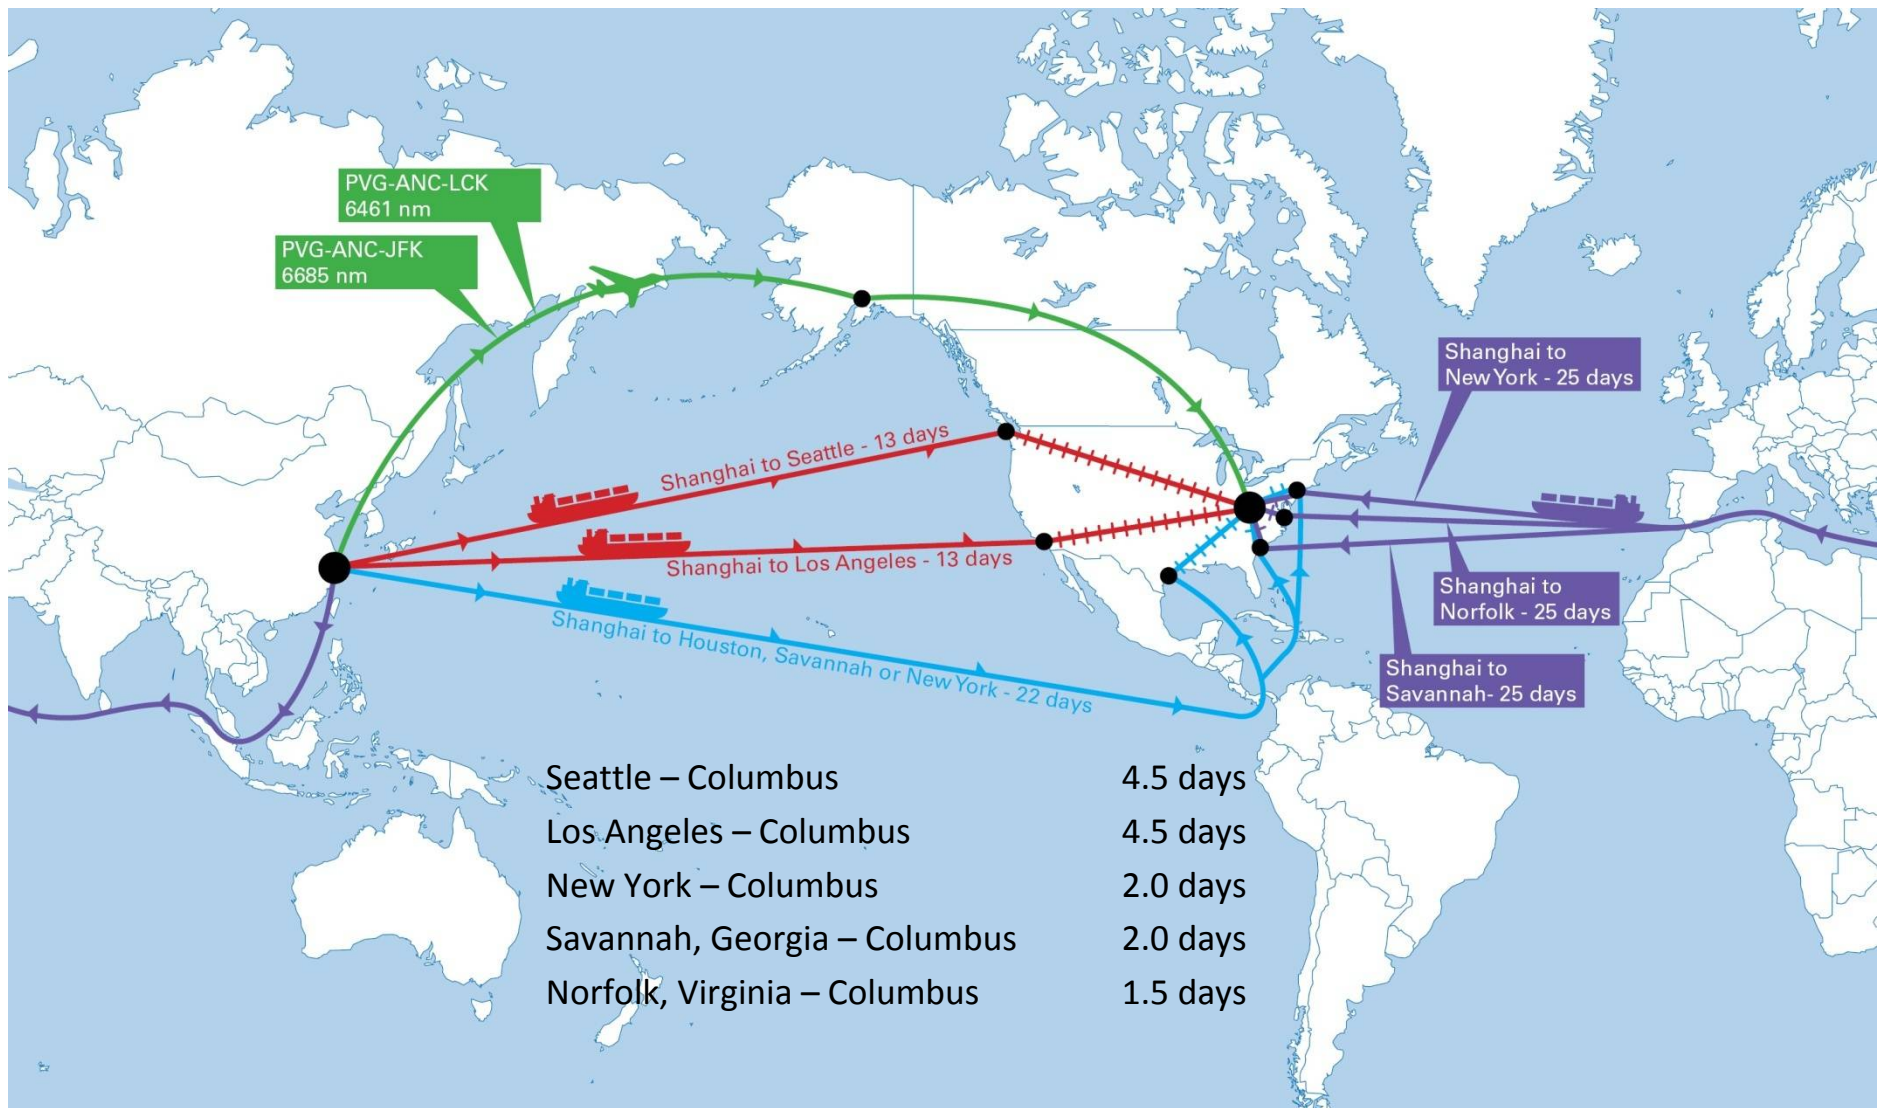 PVG-ANC-LCK
6461 nm
PVG-ANC-JFK
6685 nm
Shanghai to
New York - 25 days
Shanghai to Seattle - 13 days
Shanghai to Los Angeles - 13 days
Shanghai to
Norfolk - 25 days
Shanghai to Houston, Savannah or New York - 22 days
Shanghai to
Savannah- 25 days
Seattle – Columbus 4.5 days
Los Angeles – Columbus 4.5 days
New York – Columbus 2.0 days
Savannah, Georgia – Columbus 2.0 days
Norfolk, Virginia – Columbus 1.5 days